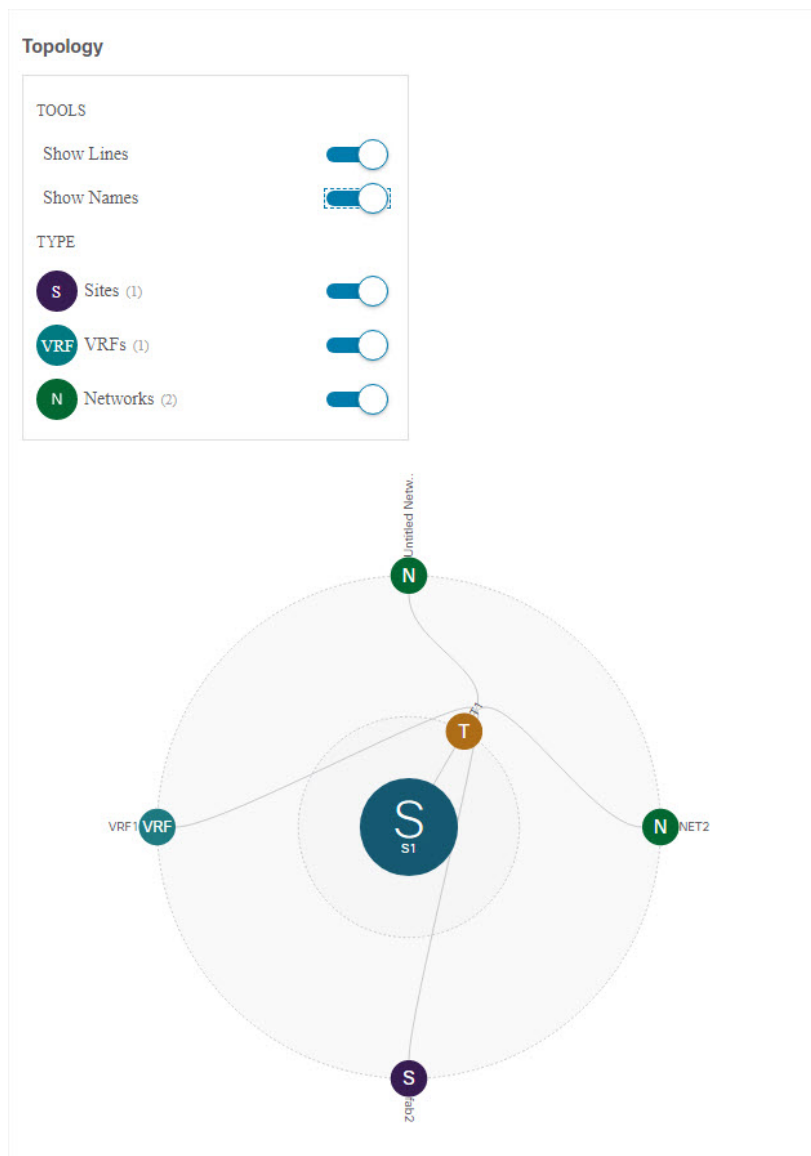 Topology
TOOLS
Show Lines
Show Names
TYPE
S Sites (1)
VRF VRFs (1)
N Networks (2)
Untitled Netw..
N
T1
T
S
S1
VRF1 VRF
N NET2
S
fab2